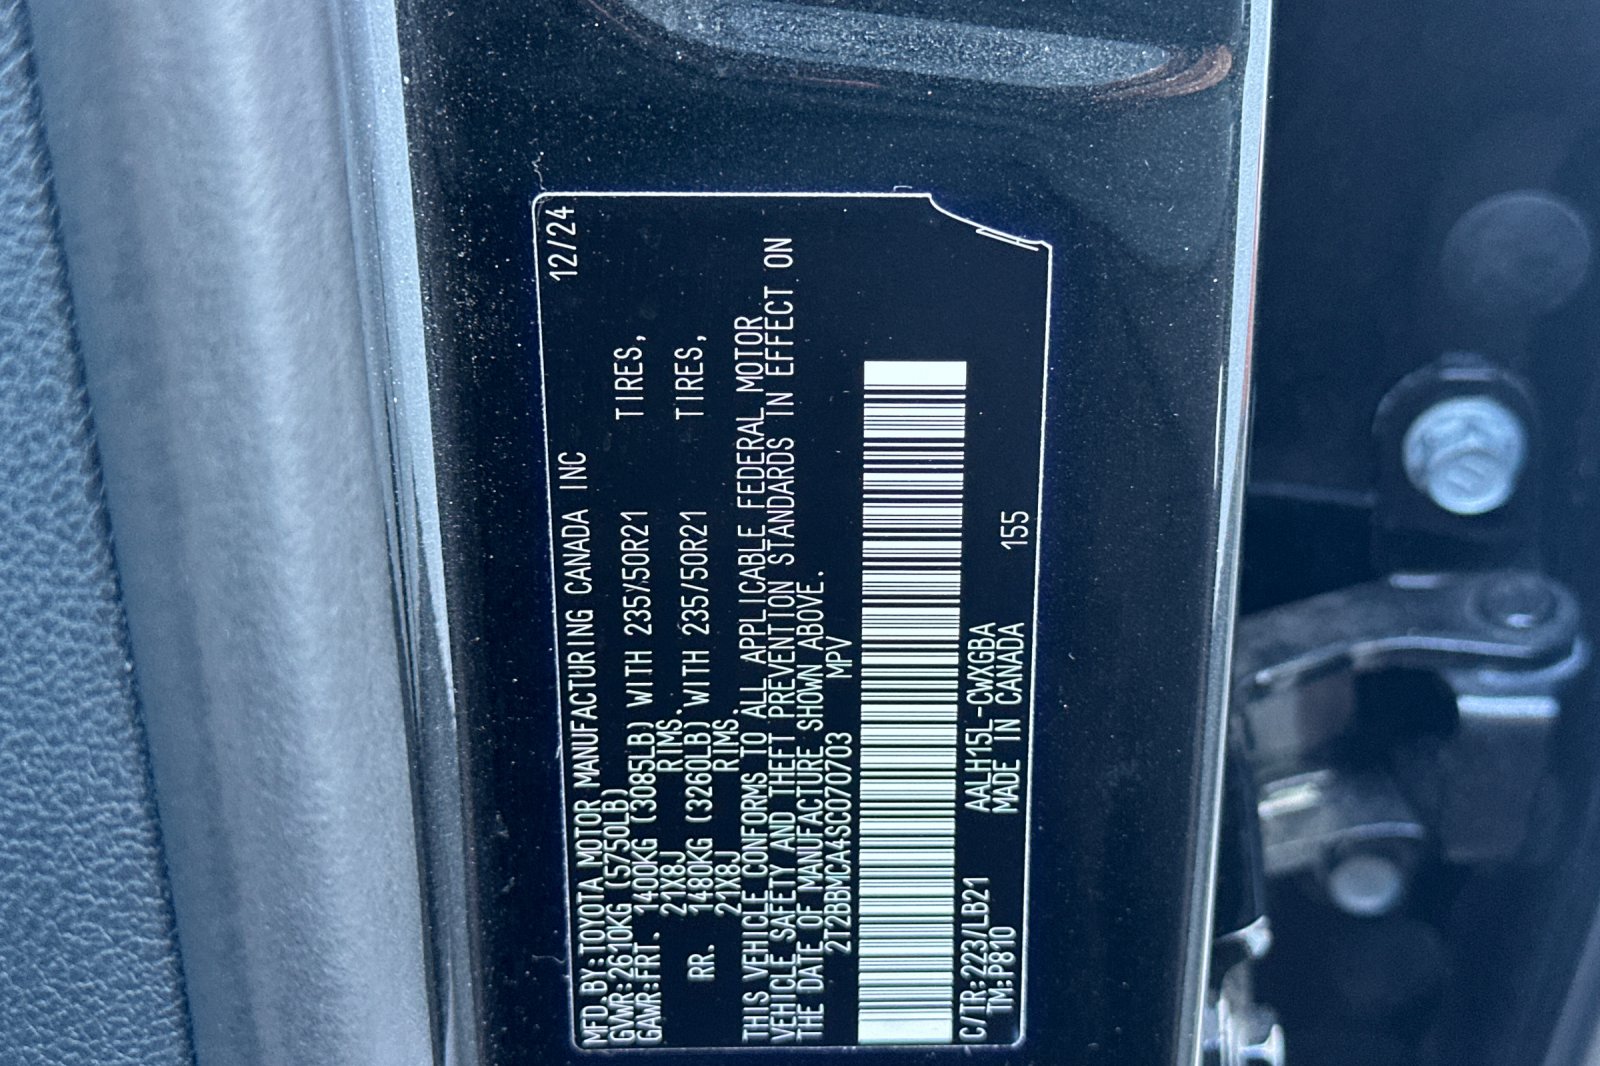 MFD.BY:TOYOTA MOTOR MANUFACTURING CANADA INC 12/24
GVWR:2610KG (5750LB)
GAWR:FRT. 1400KG (3085LB) WITH 235/50R21 TIRES,
21X8J RIMS.
RR. 1480KG (3260LB) WITH 235/50R21 TIRES,
21X8J RIMS.
THIS VEHICLE CONFORMS TO ALL APPLICABLE FEDERAL MOTOR
VEHICLE SAFETY AND THEFT PREVENTION STANDARDS IN EFFECT ON
THE DATE OF MANUFACTURE SHOWN ABOVE.
2T2BBMCA4SC070703 MPV
C/TR:223/LB21 AALH15L-CWXGBA 155
TM:P810 MADE IN CANADA